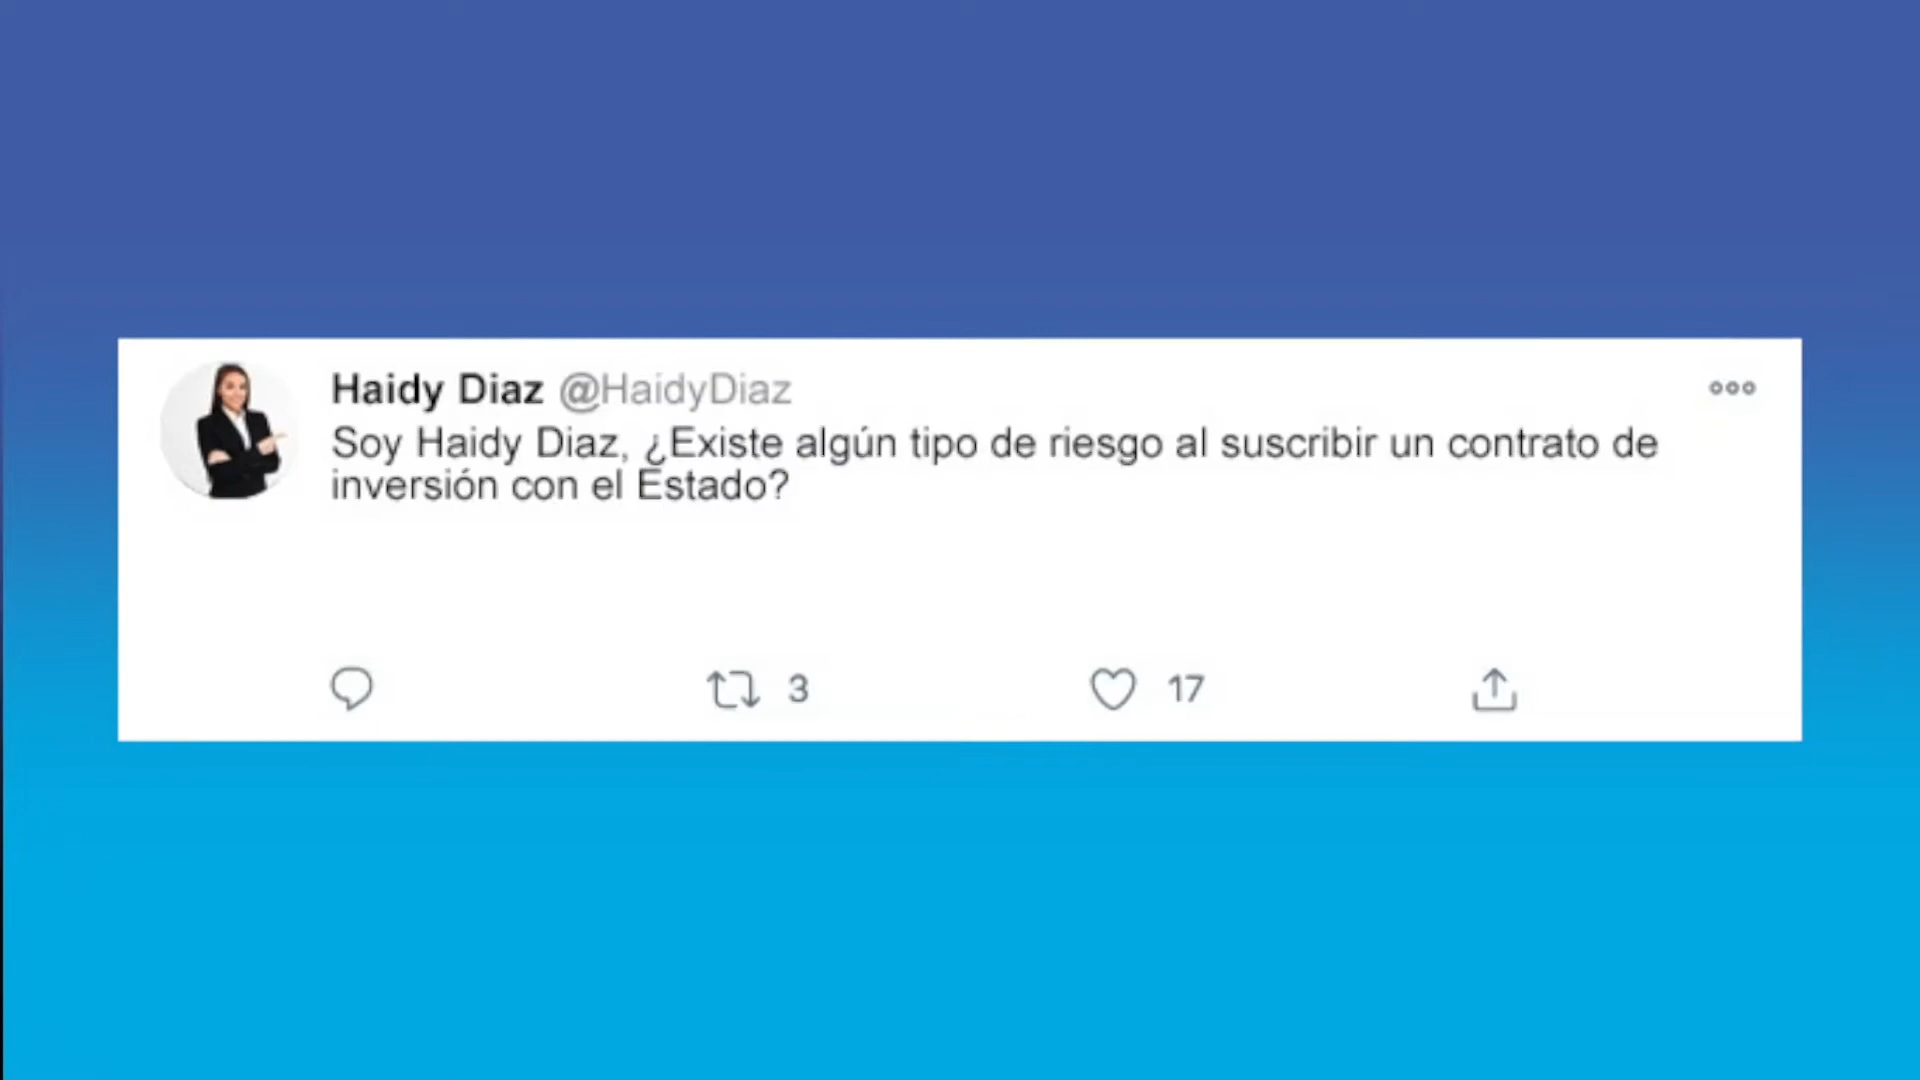 Haidy Diaz @HaidyDiaz
Soy Haidy Diaz, ¿Existe algún tipo de riesgo al suscribir un contrato de
inversión con el Estado?
3 17